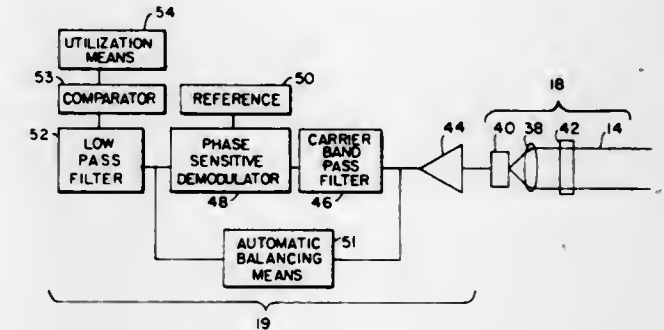 54
UTILIZATION
MEANS
53
COMPARATOR
52
LOW
PASS
FILTER
50
REFERENCE
PHASE
SENSITIVE
DEMODULATOR
48
CARRIER
BAND PASS
FILTER
46
44
18
40
38
42
14
AUTOMATIC
BALANCING
MEANS
51
19